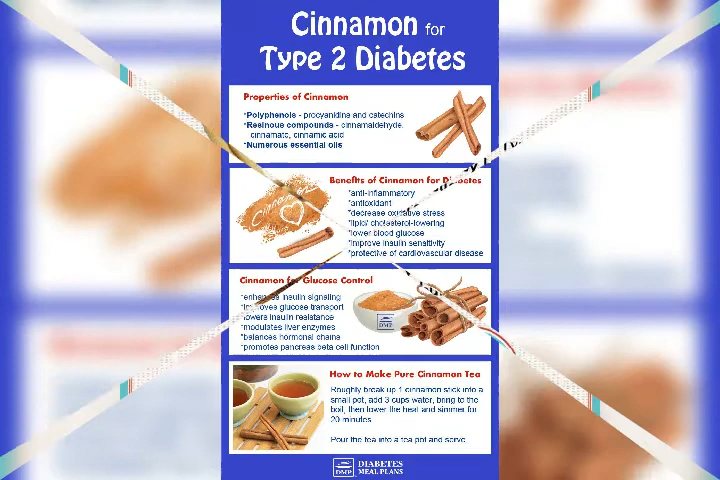 Cinnamon for
Type 2 Diabetes
Properties of Cinnamon
*Polyphenols - procyanidins and catechins
*Resinous compounds - cinnamaldehyde,
cinnamate, cinnamic acid
*Numerous essential oils
Cinnamon
Benefits of Cinnamon for Diabetes
*anti-inflammatory
*antioxidant
*decrease oxidative stress
*lipid/ cholesterol-lowering
*lower blood glucose
*improve insulin sensitivity
*protective of cardiovascular disease
Cinnamon for Glucose Control
*enhances insulin signaling
*improves glucose transport
*lowers insulin resistance
*modulates liver enzymes
*balances hormonal chains
*promotes pancreas beta cell function
DMP
How to Make Pure Cinnamon Tea
Roughly break up 1 cinnamon stick into a
small pot, add 3 cups water, bring to the
boil, then lower the heat and simmer for
20 minutes
Pour the tea into a tea pot and serve
DMP DIABETES
MEAL PLANS